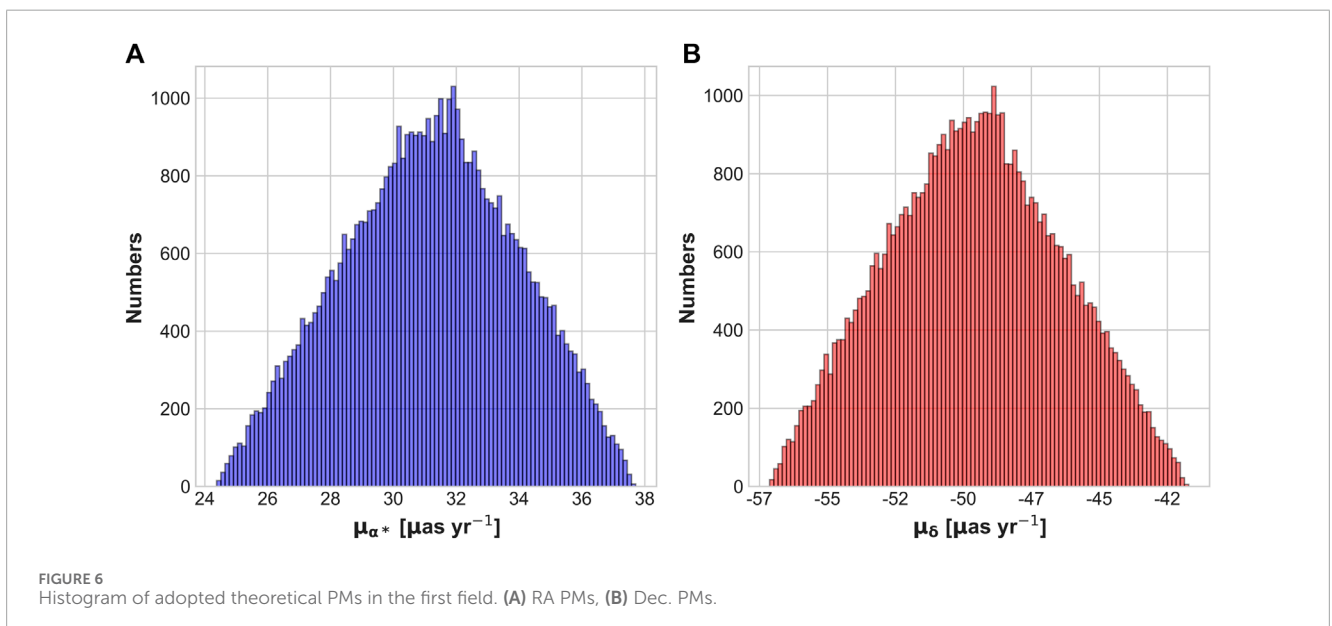 A
B
1000
800
600
400
200
0
24 26 28 30 32 34 36 38
Numbers
μα* [μas yr⁻¹]
1000
800
600
400
200
0
-57 -55 -52 -50 -47 -45 -42
Numbers
μδ [μas yr⁻¹]
FIGURE 6
Histogram of adopted theoretical PMs in the first field. (A) RA PMs, (B) Dec. PMs.